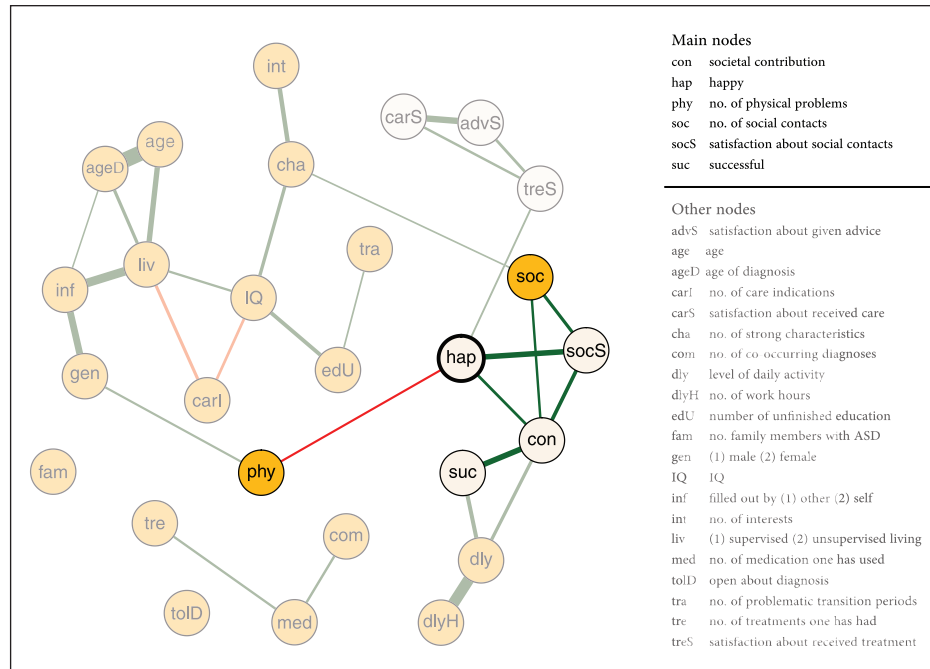 int
carS
advS
age
ageD
cha
treS
tra
liv
soc
inf
IQ
socS
hap
edU
gen
carI
con
phy
suc
fam
tre
com
dly
tolD
med
dlyH
Main nodes
con societal contribution
hap happy
phy no. of physical problems
soc no. of social contacts
socS satisfaction about social contacts
suc successful
Other nodes
advS satisfaction about given advice
age age
ageD age of diagnosis
carI no. of care indications
carS satisfaction about received care
cha no. of strong characteristics
com no. of co-occurring diagnoses
dly level of daily activity
dlyH no. of work hours
edU number of unfinished education
fam no. family members with ASD
gen (1) male (2) female
IQ IQ
inf filled out by (1) other (2) self
int no. of interests
liv (1) supervised (2) unsupervised living
med no. of medication one has used
tolD open about diagnosis
tra no. of problematic transition periods
tre no. of treatments one has had
treS satisfaction about received treatment